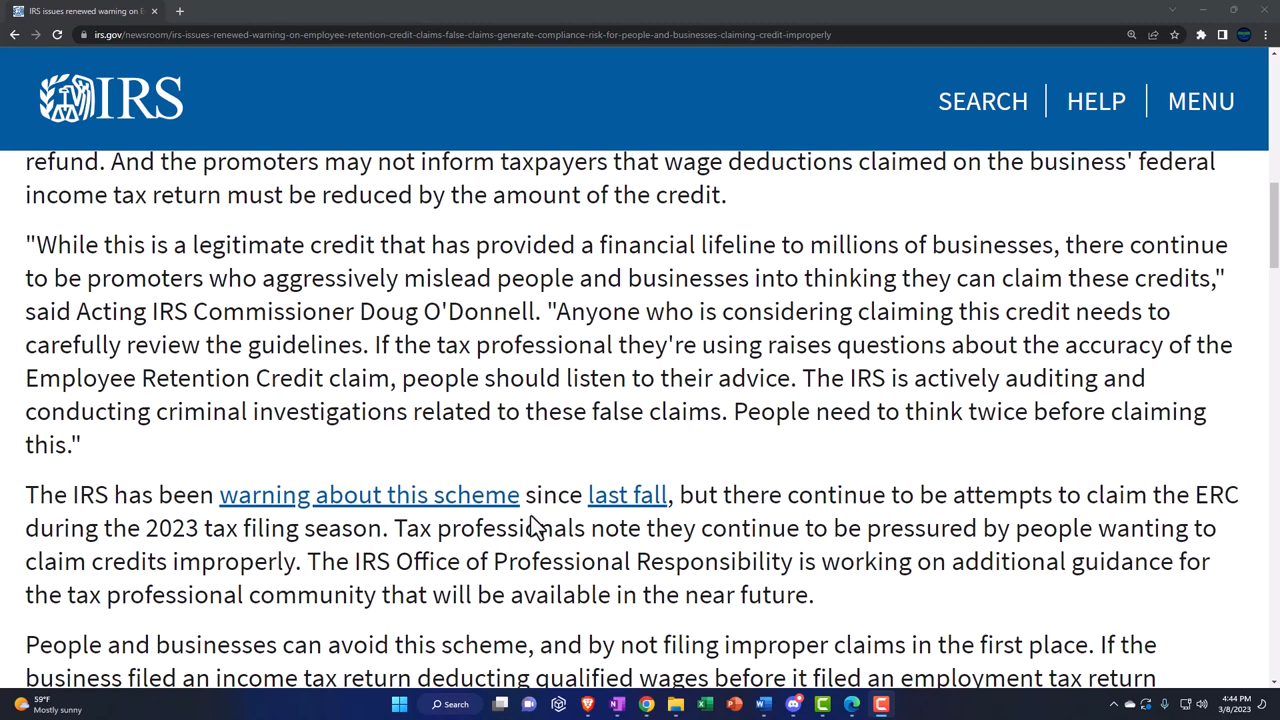 IRS issues renewed warning on E
irs.gov/newsroom/irs-issues-renewed-warning-on-employee-retention-credit-claims-false-claims-generate-compliance-risk-for-people-and-businesses-claiming-credit-improperly
IRS
SEARCH HELP MENU
refund. And the promoters may not inform taxpayers that wage deductions claimed on the business' federal
income tax return must be reduced by the amount of the credit.
"While this is a legitimate credit that has provided a financial lifeline to millions of businesses, there continue
to be promoters who aggressively mislead people and businesses into thinking they can claim these credits,"
said Acting IRS Commissioner Doug O'Donnell. "Anyone who is considering claiming this credit needs to
carefully review the guidelines. If the tax professional they're using raises questions about the accuracy of the
Employee Retention Credit claim, people should listen to their advice. The IRS is actively auditing and
conducting criminal investigations related to these false claims. People need to think twice before claiming
this."
The IRS has been warning about this scheme since last fall, but there continue to be attempts to claim the ERC
during the 2023 tax filing season. Tax professionals note they continue to be pressured by people wanting to
claim credits improperly. The IRS Office of Professional Responsibility is working on additional guidance for
the tax professional community that will be available in the near future.
People and businesses can avoid this scheme, and by not filing improper claims in the first place. If the
business filed an income tax return deducting qualified wages before it filed an employment tax return
59°F
Mostly sunny
Search
4:44 PM
3/8/2023